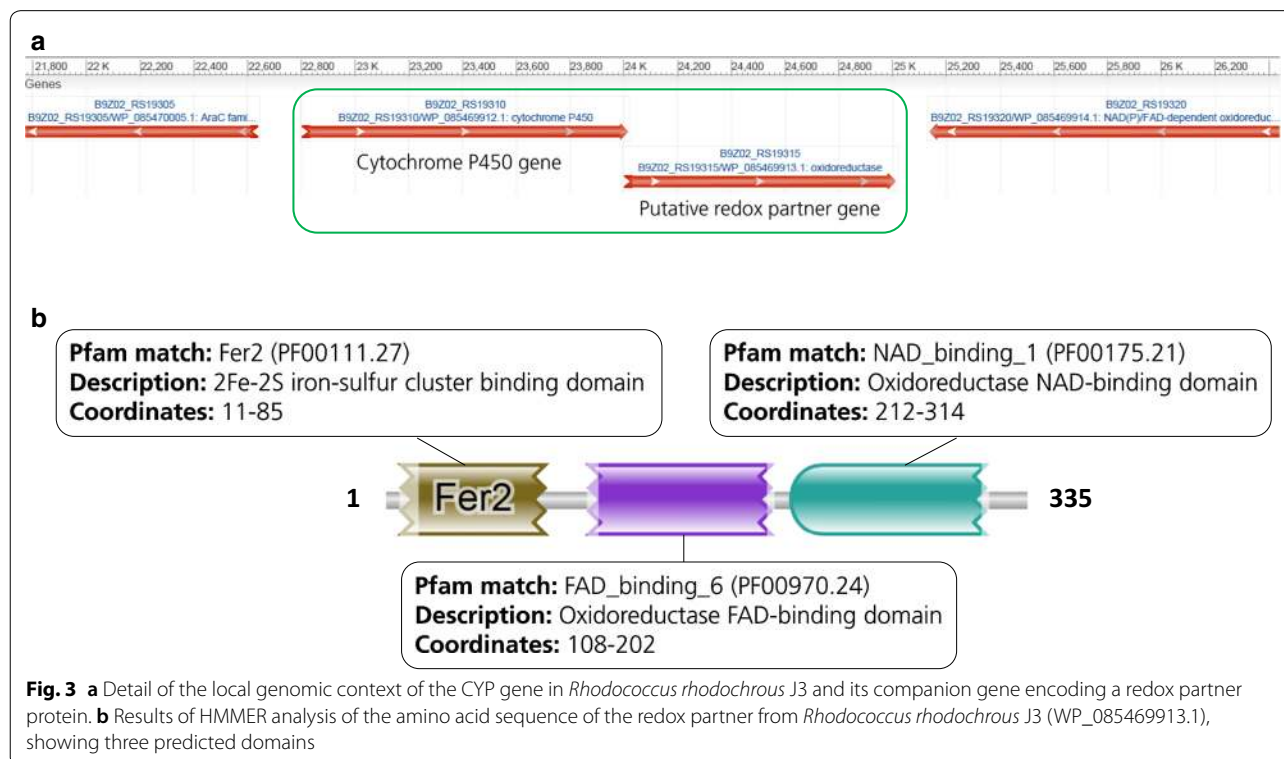 a
21,800 22 K 22,200 22,400 22,600 22,800 23 K 23,200 23,400 23,600 23,800 24 K 24,200 24,400 24,600 24,800 25 K 25,200 25,400 25,600 25,800 26 K 26,200
Genes
B9Z02_RS19305
B9Z02_RS19305/WP_085470005.1: AraC fami...
B9Z02_RS19310
B9Z02_RS19310/WP_085469912.1: cytochrome P450
B9Z02_RS19320
B9Z02_RS19320/WP_085469914.1: NAD(P)/FAD-dependent oxidoreduc...
Cytochrome P450 gene
B9Z02_RS19315
B9Z02_RS19315/WP_085469913.1: oxidoreductase
Putative redox partner gene
b
Pfam match: Fer2 (PF00111.27)
Description: 2Fe-2S iron-sulfur cluster binding domain
Coordinates: 11-85
Pfam match: NAD_binding_1 (PF00175.21)
Description: Oxidoreductase NAD-binding domain
Coordinates: 212-314
1 Fer2 335
Pfam match: FAD_binding_6 (PF00970.24)
Description: Oxidoreductase FAD-binding domain
Coordinates: 108-202
Fig. 3 a Detail of the local genomic context of the CYP gene in Rhodococcus rhodochrous J3 and its companion gene encoding a redox partner
protein. b Results of HMMER analysis of the amino acid sequence of the redox partner from Rhodococcus rhodochrous J3 (WP_085469913.1),
showing three predicted domains